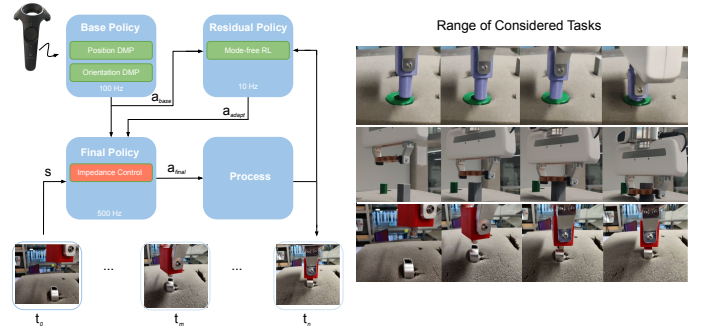 Base Policy
Position DMP
Orientation DMP
100 Hz
Residual Policy
Mode-free RL
10 Hz
a_base
a_adapt
Final Policy
Impedance Control
500 Hz
s
a_final
Process
...
...
t_0
t_m
t_n
Range of Considered Tasks